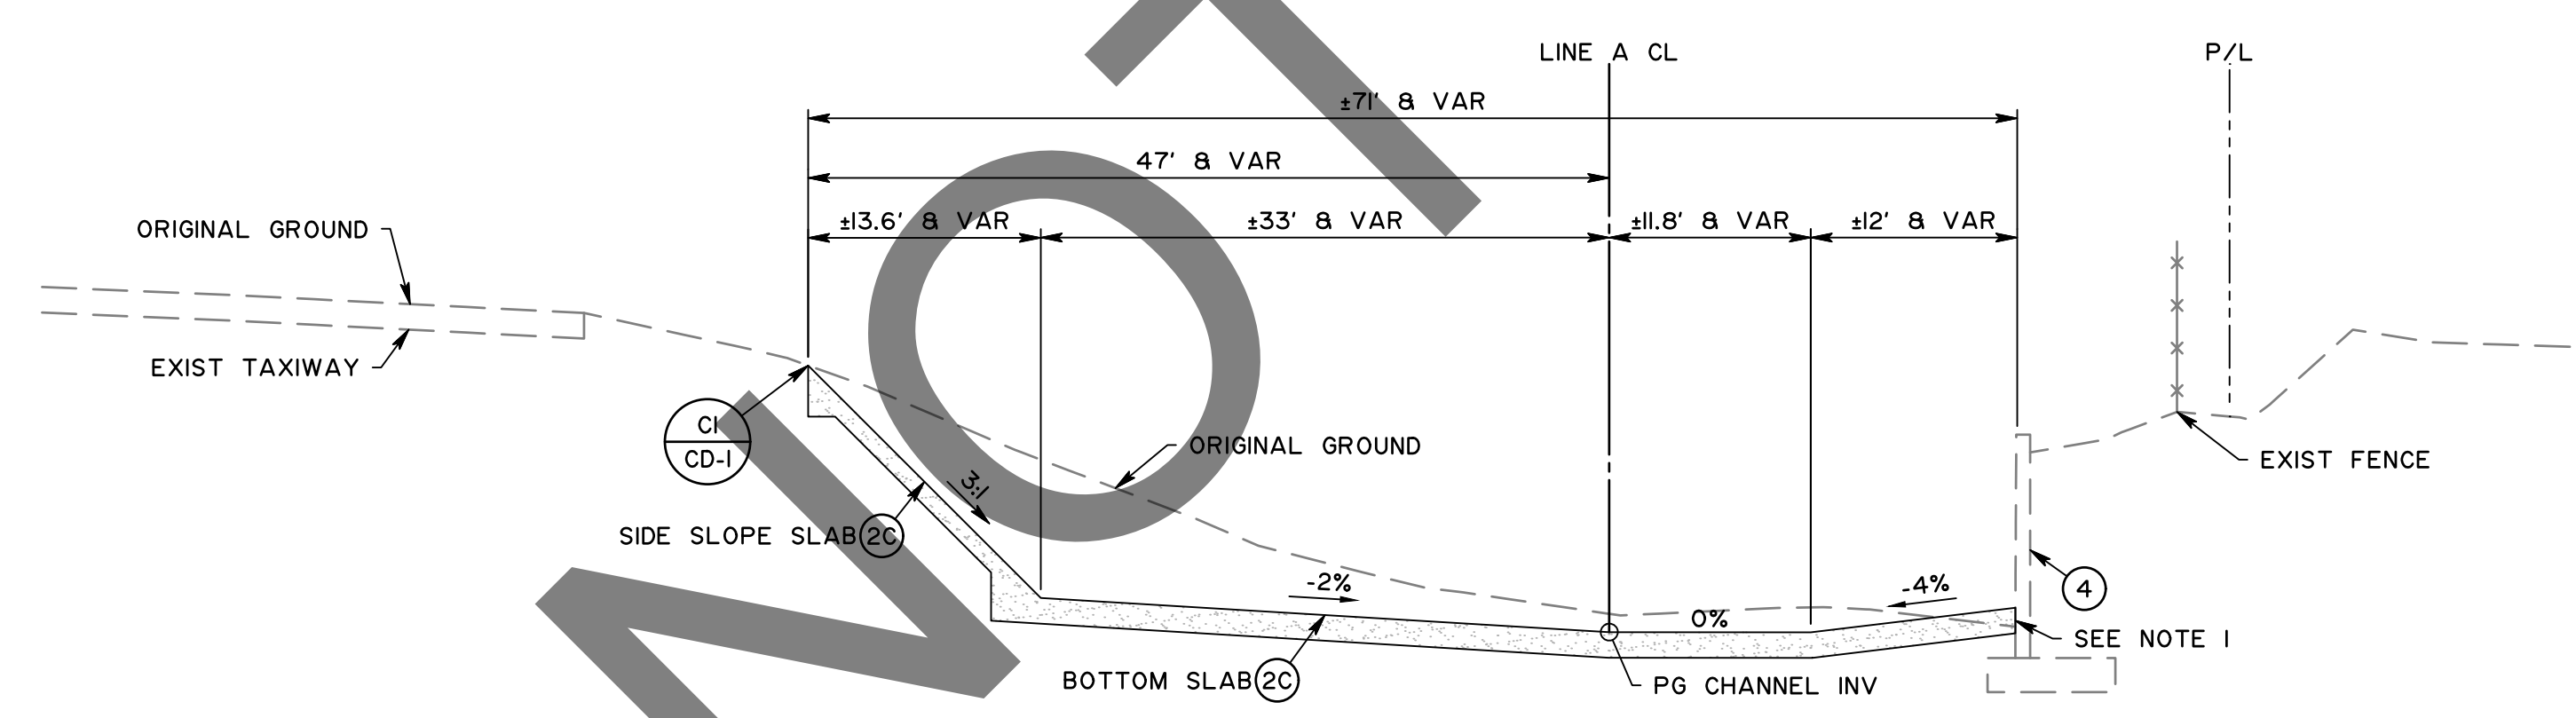 LINE A CL
P/L
±71' & VAR
47' & VAR
±13.6' & VAR
±33' & VAR
±11.8' & VAR
±12' & VAR
ORIGINAL GROUND
EXIST TAXIWAY
C1
CD-1
3:1
ORIGINAL GROUND
EXIST FENCE
SIDE SLOPE SLAB 2C
-2%
0%
-4%
4
SEE NOTE 1
BOTTOM SLAB 2C
PG CHANNEL INV
NOT